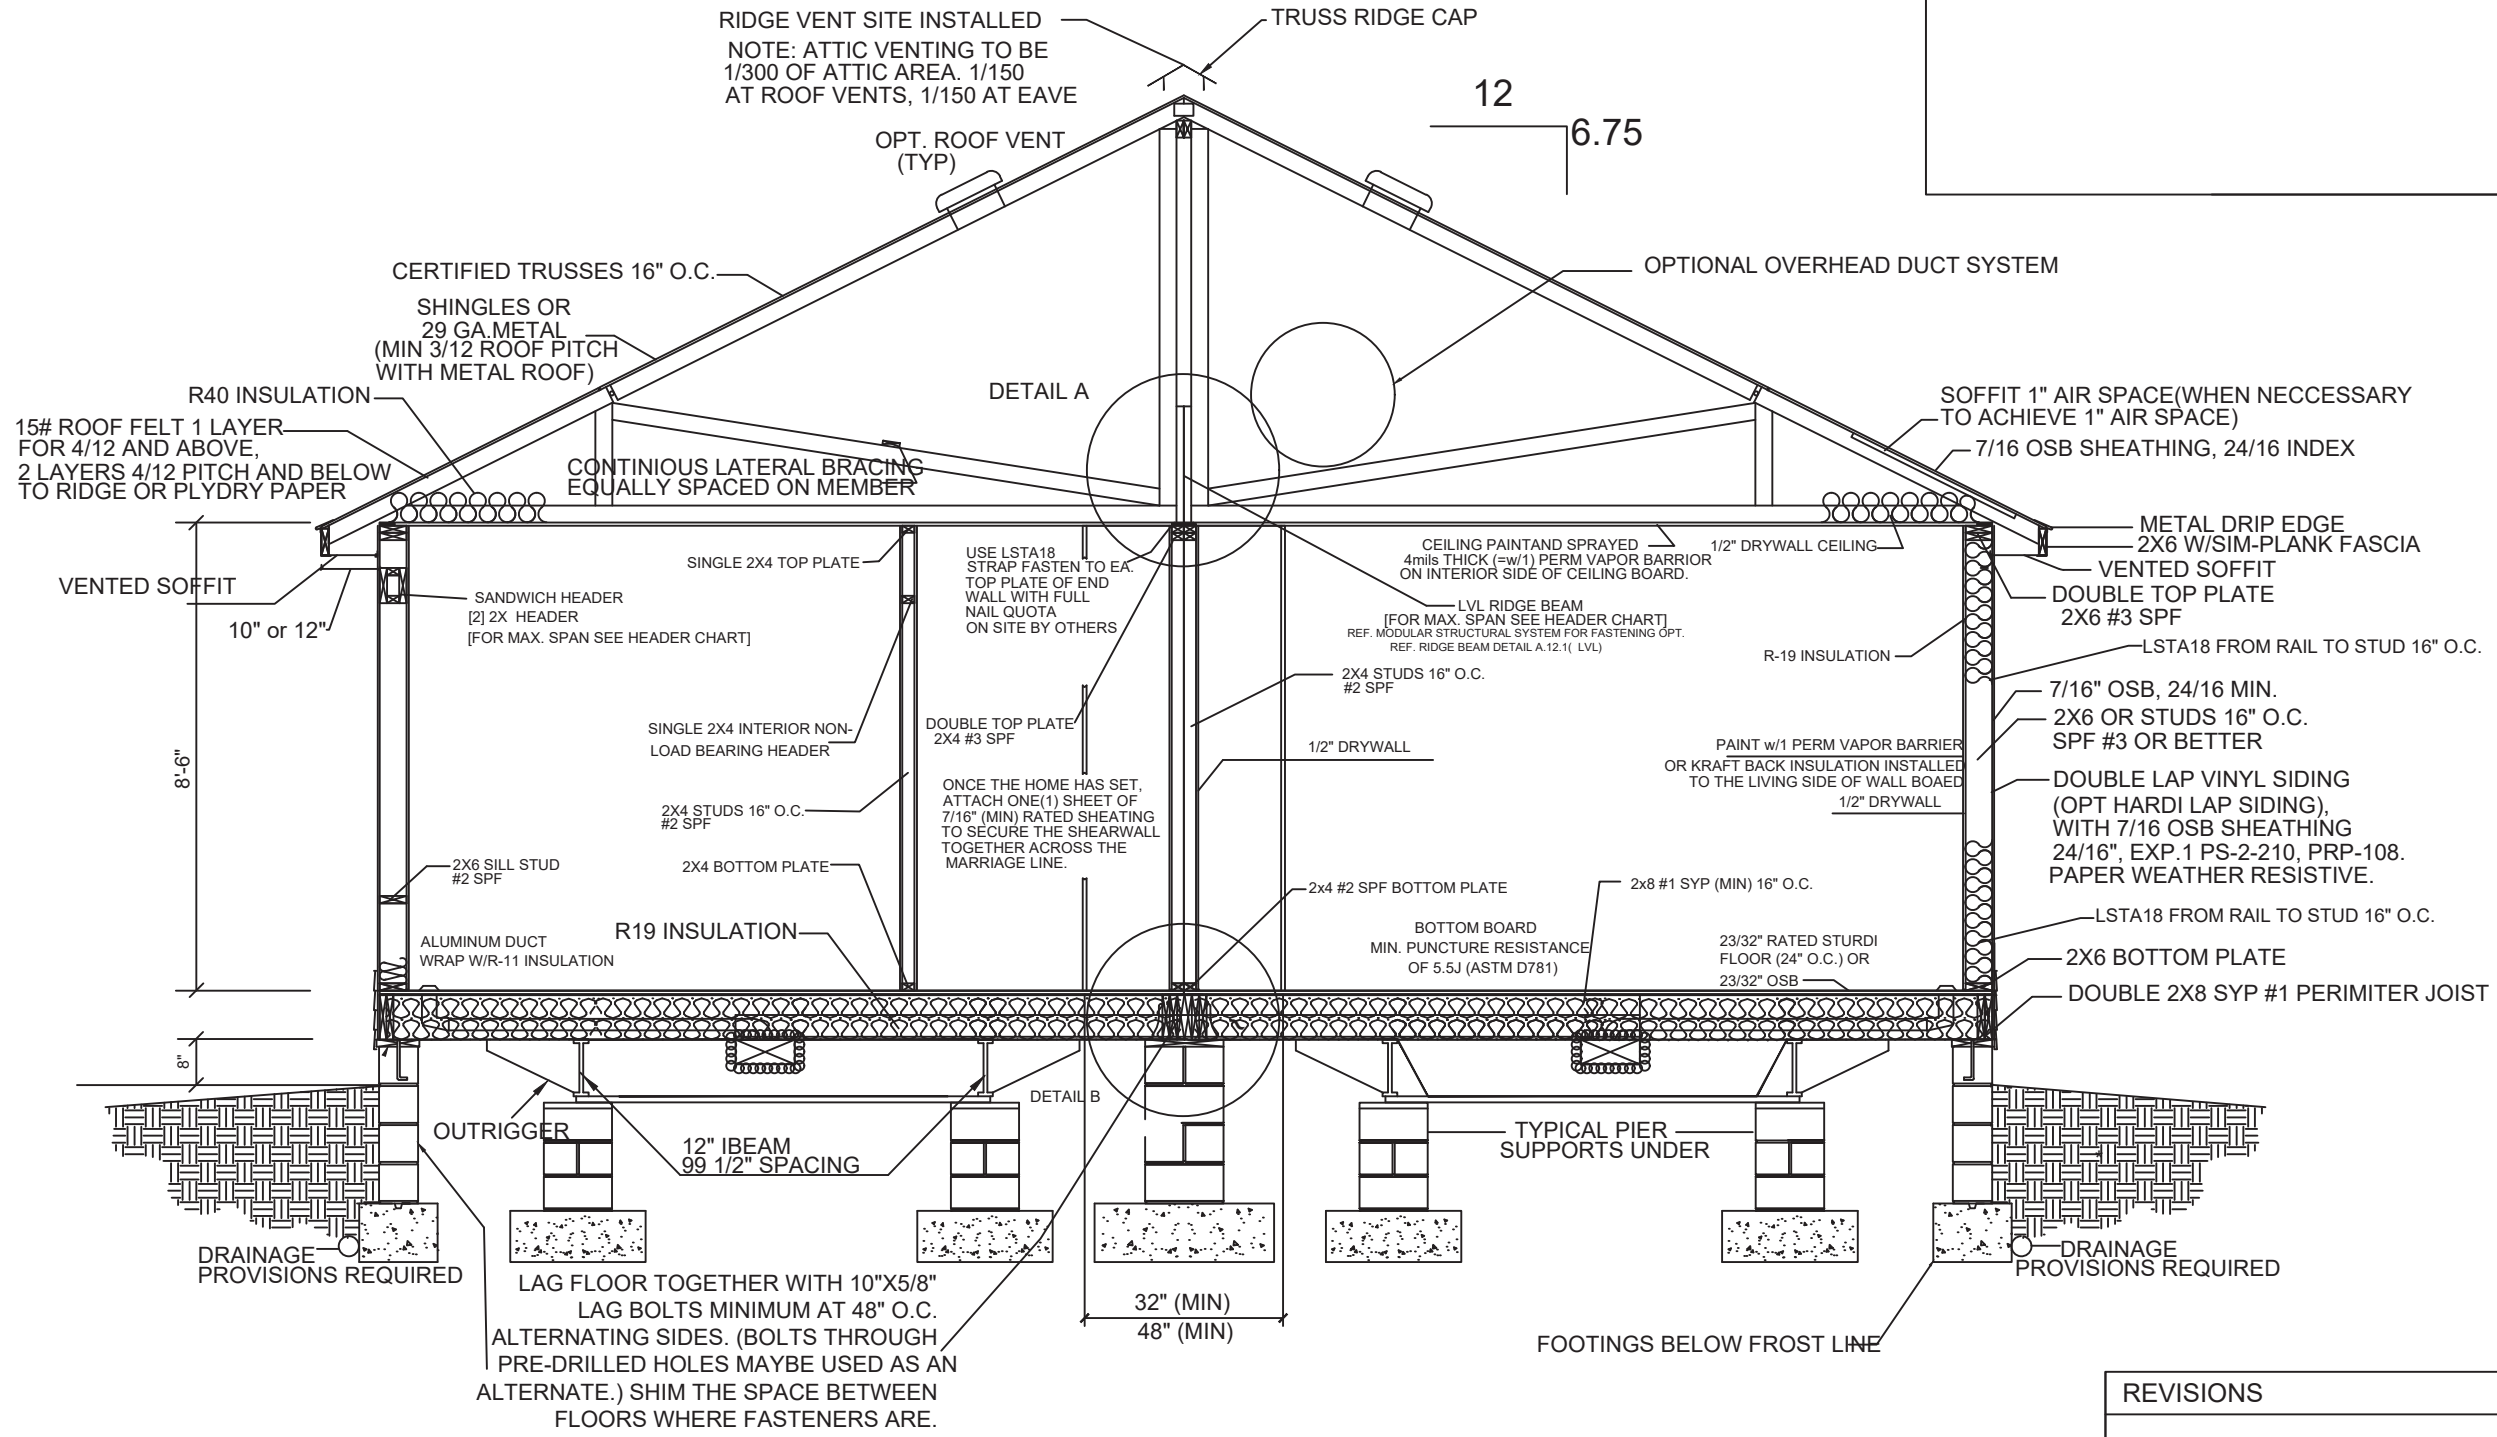 RIDGE VENT SITE INSTALLED
NOTE: ATTIC VENTING TO BE
1/300 OF ATTIC AREA. 1/150
AT ROOF VENTS, 1/150 AT EAVE
TRUSS RIDGE CAP
12
6.75
OPT. ROOF VENT
(TYP)
CERTIFIED TRUSSES 16" O.C.
SHINGLES OR
29 GA.METAL
(MIN 3/12 ROOF PITCH
WITH METAL ROOF)
R40 INSULATION
15# ROOF FELT 1 LAYER
FOR 4/12 AND ABOVE,
2 LAYERS 4/12 PITCH AND BELOW
TO RIDGE OR PLYDRY PAPER
CONTINIOUS LATERAL BRACING
EQUALLY SPACED ON MEMBER
DETAIL A
OPTIONAL OVERHEAD DUCT SYSTEM
SOFFIT 1" AIR SPACE(WHEN NECCESSARY
TO ACHIEVE 1" AIR SPACE)
7/16 OSB SHEATHING, 24/16 INDEX
METAL DRIP EDGE
2X6 W/SIM-PLANK FASCIA
VENTED SOFFIT
DOUBLE TOP PLATE
2X6 #3 SPF
LSTA18 FROM RAIL TO STUD 16" O.C.
7/16" OSB, 24/16 MIN.
2X6 OR STUDS 16" O.C.
SPF #3 OR BETTER
DOUBLE LAP VINYL SIDING
(OPT HARDI LAP SIDING),
WITH 7/16 OSB SHEATHING
24/16", EXP.1 PS-2-210, PRP-108.
PAPER WEATHER RESISTIVE.
LSTA18 FROM RAIL TO STUD 16" O.C.
2X6 BOTTOM PLATE
DOUBLE 2X8 SYP #1 PERIMITER JOIST
VENTED SOFFIT
10" or 12"
8'-6"
8"
SANDWICH HEADER
[2] 2X HEADER
[FOR MAX. SPAN SEE HEADER CHART]
SINGLE 2X4 TOP PLATE
USE LSTA18
STRAP FASTEN TO EA.
TOP PLATE OF END
WALL WITH FULL
NAIL QUOTA
ON SITE BY OTHERS
CEILING PAINTAND SPRAYED
4mils THICK (=w/1) PERM VAPOR BARRIOR
ON INTERIOR SIDE OF CEILING BOARD.
1/2" DRYWALL CEILING
LVL RIDGE BEAM
[FOR MAX. SPAN SEE HEADER CHART]
REF. MODULAR STRUCTURAL SYSTEM FOR FASTENING OPT.
REF. RIDGE BEAM DETAIL A.12.1( LVL)
R-19 INSULATION
2X4 STUDS 16" O.C.
#2 SPF
SINGLE 2X4 INTERIOR NON-
LOAD BEARING HEADER
DOUBLE TOP PLATE
2X4 #3 SPF
1/2" DRYWALL
PAINT w/1 PERM VAPOR BARRIER
OR KRAFT BACK INSULATION INSTALLED
TO THE LIVING SIDE OF WALL BOAED
1/2" DRYWALL
2X4 STUDS 16" O.C.
#2 SPF
ONCE THE HOME HAS SET,
ATTACH ONE(1) SHEET OF
7/16" (MIN) RATED SHEATING
TO SECURE THE SHEARWALL
TOGETHER ACROSS THE
MARRIAGE LINE.
2X6 SILL STUD
#2 SPF
2X4 BOTTOM PLATE
2x4 #2 SPF BOTTOM PLATE
2x8 #1 SYP (MIN) 16" O.C.
R19 INSULATION
ALUMINUM DUCT
WRAP W/R-11 INSULATION
BOTTOM BOARD
MIN. PUNCTURE RESISTANCE
OF 5.5J (ASTM D781)
23/32" RATED STURDI
FLOOR (24" O.C.) OR
23/32" OSB
DETAIL B
OUTRIGGER
12" IBEAM
99 1/2" SPACING
TYPICAL PIER
SUPPORTS UNDER
DRAINAGE
PROVISIONS REQUIRED
DRAINAGE
PROVISIONS REQUIRED
LAG FLOOR TOGETHER WITH 10"X5/8"
LAG BOLTS MINIMUM AT 48" O.C.
ALTERNATING SIDES. (BOLTS THROUGH
PRE-DRILLED HOLES MAYBE USED AS AN
ALTERNATE.) SHIM THE SPACE BETWEEN
FLOORS WHERE FASTENERS ARE.
32" (MIN)
48" (MIN)
FOOTINGS BELOW FROST LINE
REVISIONS